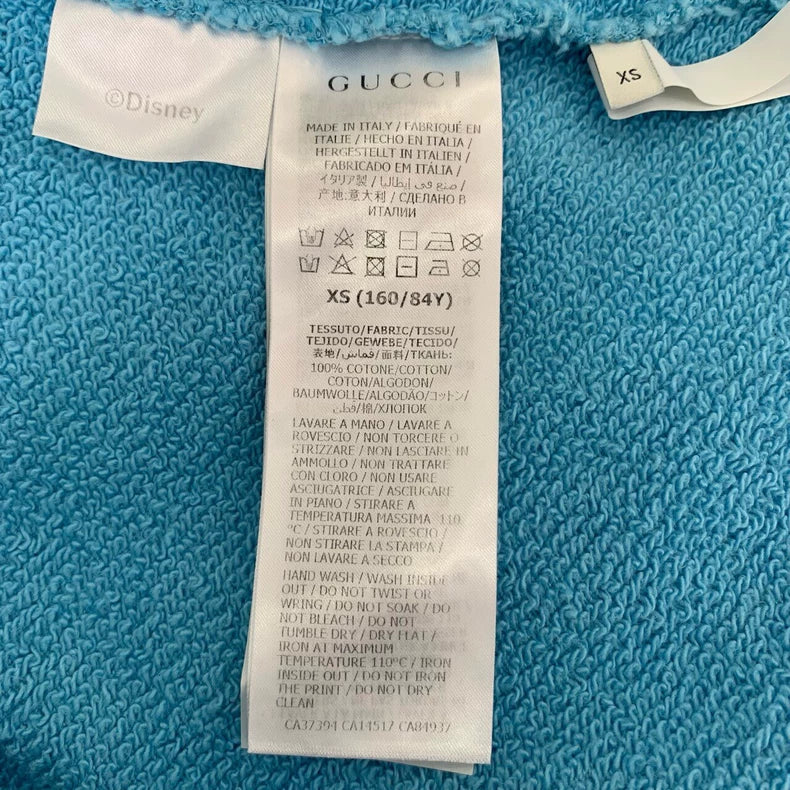 ©Disney
GUCCI
XS
MADE IN ITALY / FABRIQUÉ EN
ITALIE / HECHO EN ITALIA /
HERGESTELLT IN ITALIEN /
FABRICADO EM ITÁLIA /
イタリア製 / صنع في إيطاليا /
产地:意大利 / СДЕЛАНО В
ИТАЛИИ
XS (160/84Y)
TESSUTO/FABRIC/TISSU/
TEJIDO/GEWEBE/TECIDO/
表地/قماش/面料/ТКАНЬ:
100% COTONE/COTTON/
COTON/ALGODON/
BAUMWOLLE/ALGODÃO/コットン/
قطن/棉/ХЛОПОК
LAVARE A MANO / LAVARE A
ROVESCIO / NON TORCERE O
STRIZZARE / NON LASCIARE IN
AMMOLLO / NON TRATTARE
CON CLORO / NON USARE
ASCIUGATRICE / ASCIUGARE
IN PIANO / STIRARE A
TEMPERATURA MASSIMA 110
°C / STIRARE A ROVESCIO /
NON STIRARE LA STAMPA /
NON LAVARE A SECCO
HAND WASH / WASH INSIDE
OUT / DO NOT TWIST OR
WRING / DO NOT SOAK / DO
NOT BLEACH / DO NOT
TUMBLE DRY / DRY FLAT /
IRON AT MAXIMUM
TEMPERATURE 110°C / IRON
INSIDE OUT / DO NOT IRON
THE PRINT / DO NOT DRY
CLEAN
CA37394 CA14517 CA84937